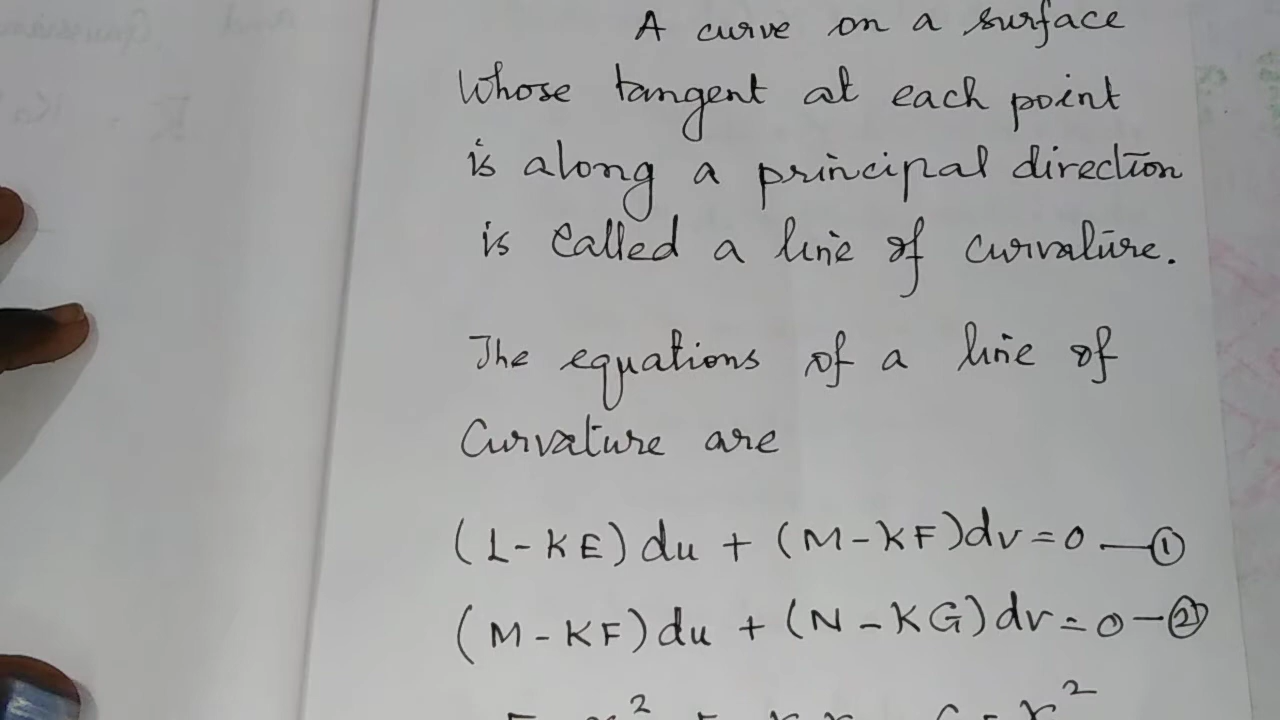 A curve on a surface
Whose tangent at each point
is along a principal direction
is called a line of curvature.
The equations of a line of
Curvature are
(L-KE) du + (M-KF)dv=0 —①
(M-KF)du + (N-KG)dv=0 —②